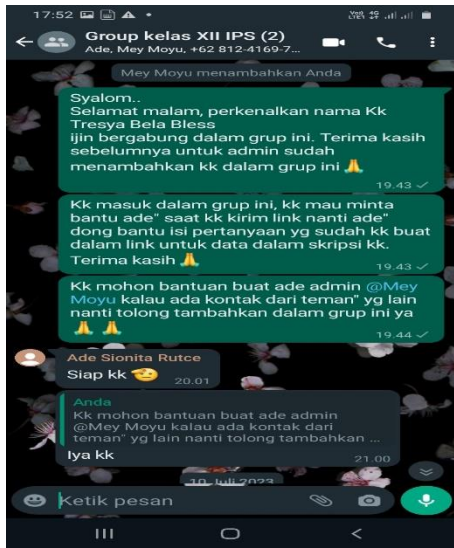 17:52
Group kelas XII IPS (2)
Ade, Mey Moyu, +62 812-4169-7...
Mey Moyu menambahkan Anda
Syalom..
Selamat malam, perkenalkan nama Kk
Tresya Bela Bless
ijin bergabung dalam grup ini. Terima kasih
sebelumnya untuk admin sudah
menambahkan kk dalam grup ini 🙏
19.43
Kk masuk dalam grup ini, kk mau minta
bantu ade" saat kk kirim link nanti ade"
dong bantu isi pertanyaan yg sudah kk buat
dalam link untuk data dalam skripsi kk.
Terima kasih 🙏
19.43
Kk mohon bantuan buat ade admin @Mey
Moyu kalau ada kontak dari teman" yg lain
nanti tolong tambahkan dalam grup ini ya
🙏 🙏
19.44
Ade Sionita Rutce
Siap kk 🫡
20.01
Anda
Kk mohon bantuan buat ade admin
@Mey Moyu kalau ada kontak dari
teman" yg lain nanti tolong tambahkan ...
Iya kk
21.00
10 Juli 2023
Ketik pesan